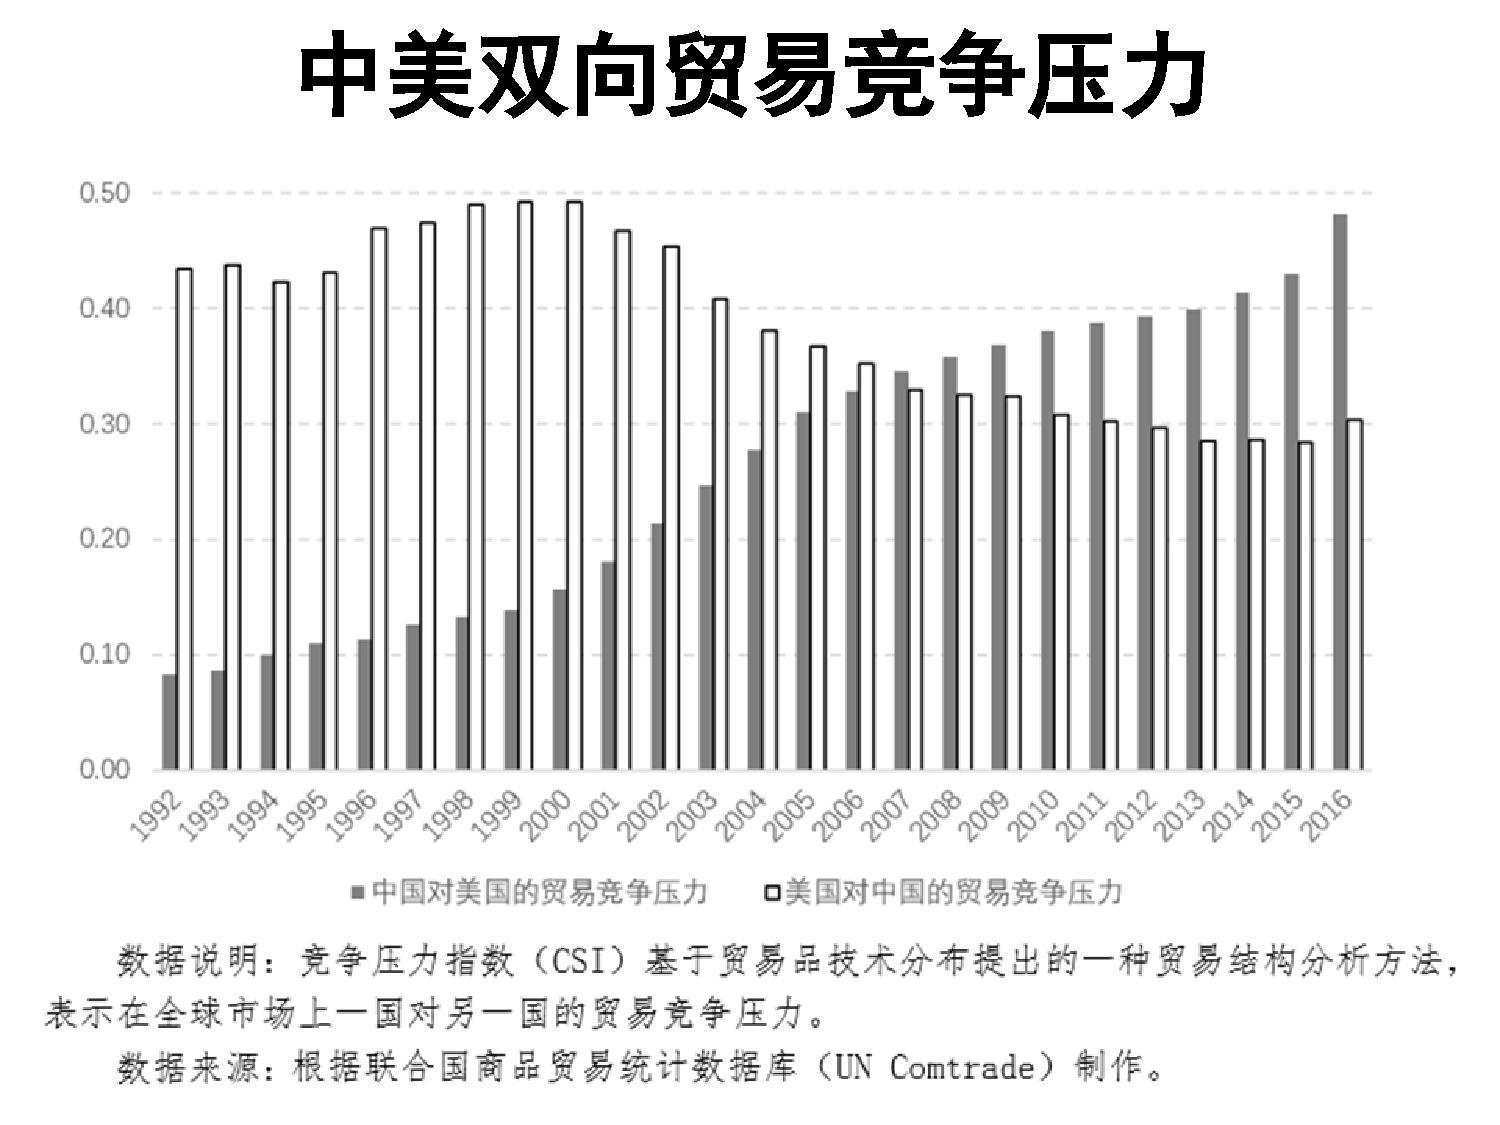 中美双向贸易竞争压力
0.50
0.40
0.30
0.20
0.10
0.00
1992 1993 1994 1995 1996 1997 1998 1999 2000 2001 2002 2003 2004 2005 2006 2007 2008 2009 2010 2011 2012 2013 2014 2015 2016
中国对美国的贸易竞争压力 美国对中国的贸易竞争压力
数据说明：竞争压力指数（CSI）基于贸易品技术分布提出的一种贸易结构分析方法，
表示在全球市场上一国对另一国的贸易竞争压力。
数据来源：根据联合国商品贸易统计数据库（UN Comtrade）制作。